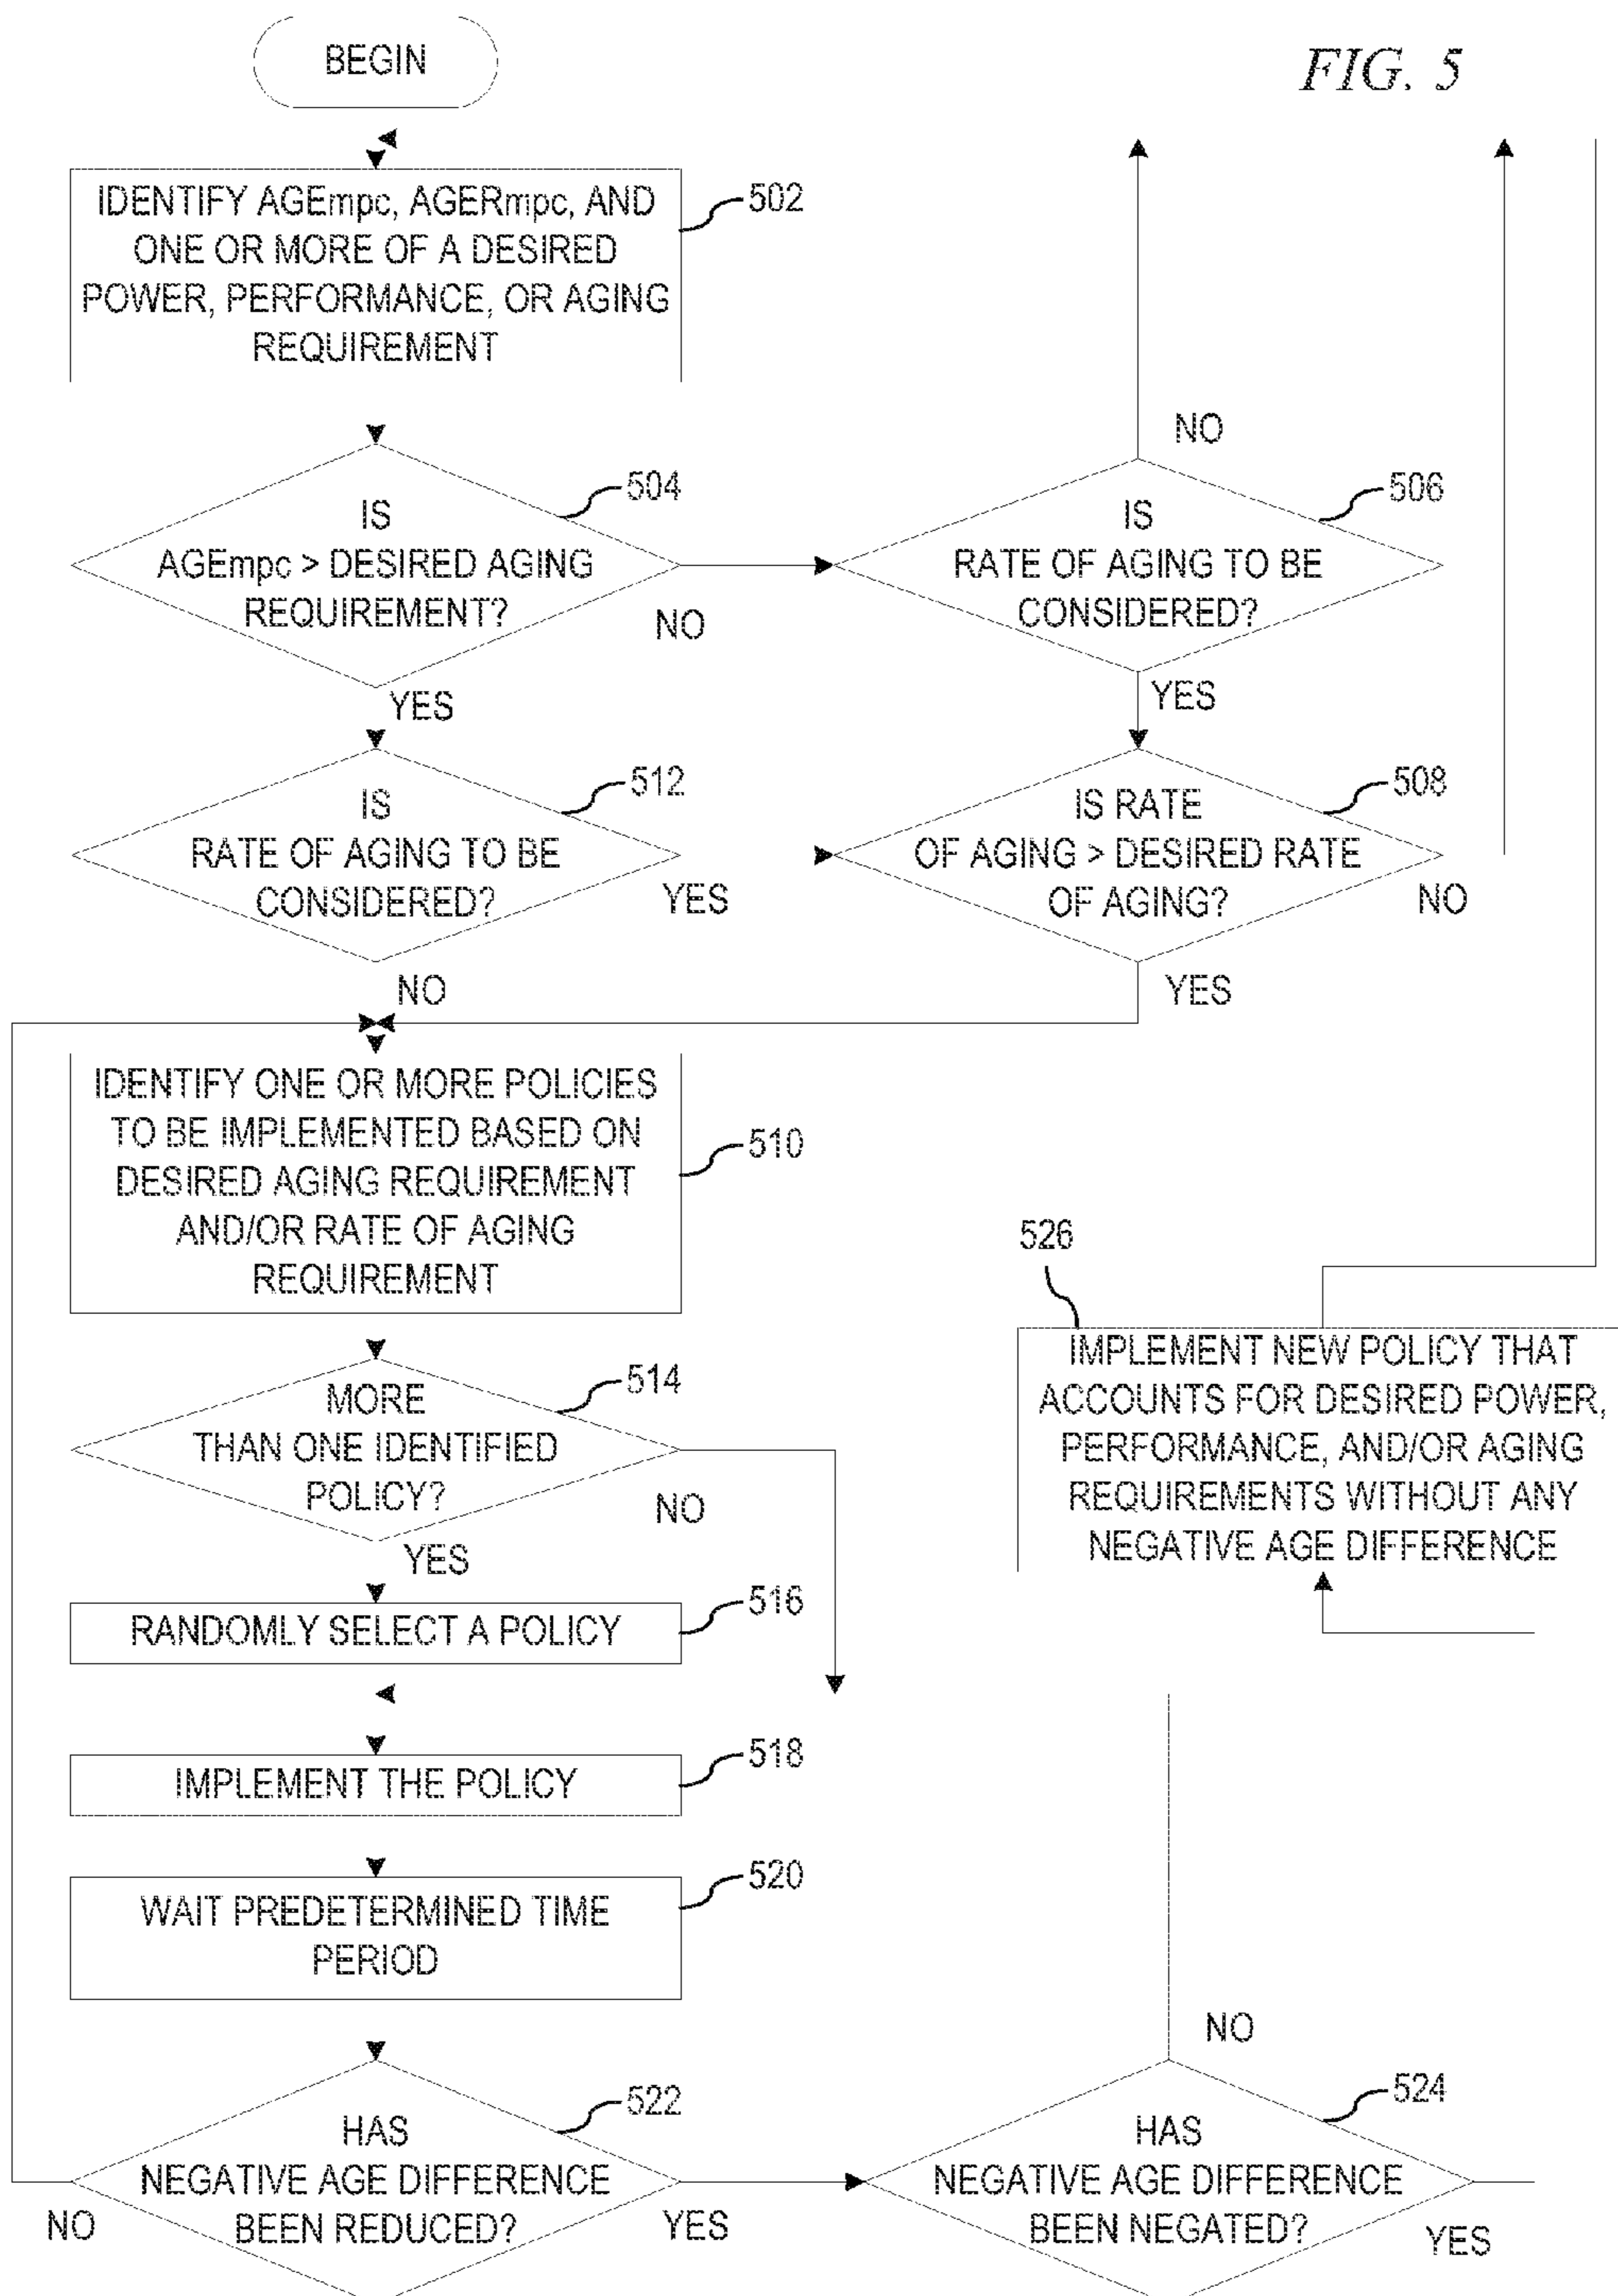 BEGIN
FIG. 5
IDENTIFY AGEmpc, AGERmpc, AND
ONE OR MORE OF A DESIRED
POWER, PERFORMANCE, OR AGING
REQUIREMENT
502
IS
AGEmpc > DESIRED AGING
REQUIREMENT?
504
NO
YES
IS
RATE OF AGING TO BE
CONSIDERED?
506
NO
YES
IS
RATE OF AGING TO BE
CONSIDERED?
512
YES
NO
IS RATE
OF AGING > DESIRED RATE
OF AGING?
508
NO
YES
IDENTIFY ONE OR MORE POLICIES
TO BE IMPLEMENTED BASED ON
DESIRED AGING REQUIREMENT
AND/OR RATE OF AGING
REQUIREMENT
510
MORE
THAN ONE IDENTIFIED
POLICY?
514
NO
YES
526
IMPLEMENT NEW POLICY THAT
ACCOUNTS FOR DESIRED POWER,
PERFORMANCE, AND/OR AGING
REQUIREMENTS WITHOUT ANY
NEGATIVE AGE DIFFERENCE
RANDOMLY SELECT A POLICY
516
IMPLEMENT THE POLICY
518
WAIT PREDETERMINED TIME
PERIOD
520
HAS
NEGATIVE AGE DIFFERENCE
BEEN REDUCED?
522
NO
YES
HAS
NEGATIVE AGE DIFFERENCE
BEEN NEGATED?
524
NO
YES